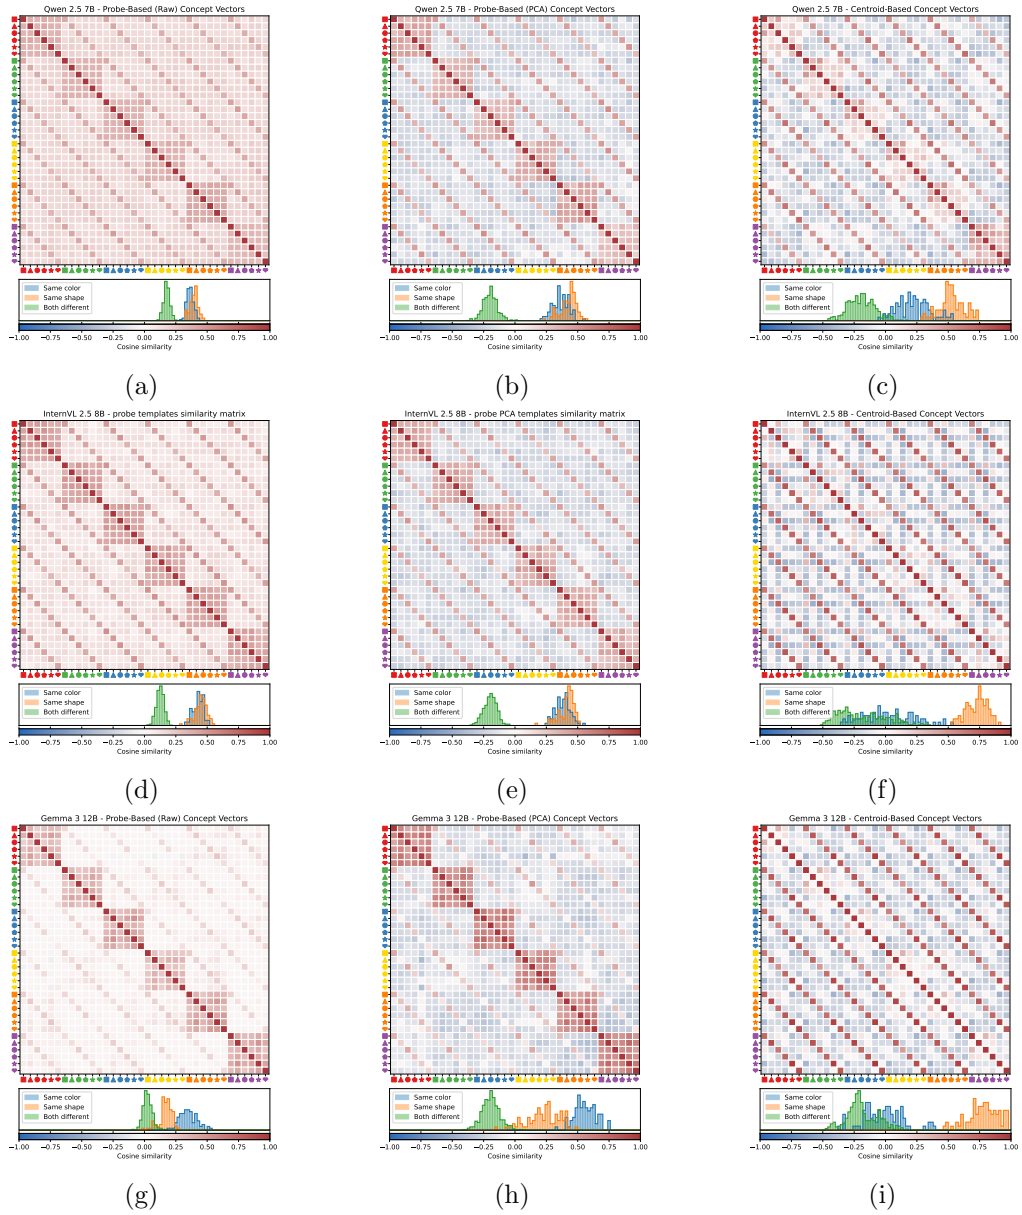 Qwen 2.5 7B - Probe-Based (Raw) Concept Vectors
Same color
Same shape
Both different
−1.00 −0.75 −0.50 −0.25 0.00 0.25 0.50 0.75 1.00
Cosine similarity
(a)
Qwen 2.5 7B - Probe-Based (PCA) Concept Vectors
Same color
Same shape
Both different
−1.00 −0.75 −0.50 −0.25 0.00 0.25 0.50 0.75 1.00
Cosine similarity
(b)
Qwen 2.5 7B - Centroid-Based Concept Vectors
Same color
Same shape
Both different
−1.00 −0.75 −0.50 −0.25 0.00 0.25 0.50 0.75 1.00
Cosine similarity
(c)
InternVL 2.5 8B - probe templates similarity matrix
Same color
Same shape
Both different
−1.00 −0.75 −0.50 −0.25 0.00 0.25 0.50 0.75 1.00
Cosine similarity
(d)
InternVL 2.5 8B - probe PCA templates similarity matrix
Same color
Same shape
Both different
−1.00 −0.75 −0.50 −0.25 0.00 0.25 0.50 0.75 1.00
Cosine similarity
(e)
InternVL 2.5 8B - Centroid-Based Concept Vectors
Same color
Same shape
Both different
−1.00 −0.75 −0.50 −0.25 0.00 0.25 0.50 0.75 1.00
Cosine similarity
(f)
Gemma 3 12B - Probe-Based (Raw) Concept Vectors
Same color
Same shape
Both different
−1.00 −0.75 −0.50 −0.25 0.00 0.25 0.50 0.75 1.00
Cosine similarity
(g)
Gemma 3 12B - Probe-Based (PCA) Concept Vectors
Same color
Same shape
Both different
−1.00 −0.75 −0.50 −0.25 0.00 0.25 0.50 0.75 1.00
Cosine similarity
(h)
Gemma 3 12B - Centroid-Based Concept Vectors
Same color
Same shape
Both different
−1.00 −0.75 −0.50 −0.25 0.00 0.25 0.50 0.75 1.00
Cosine similarity
(i)